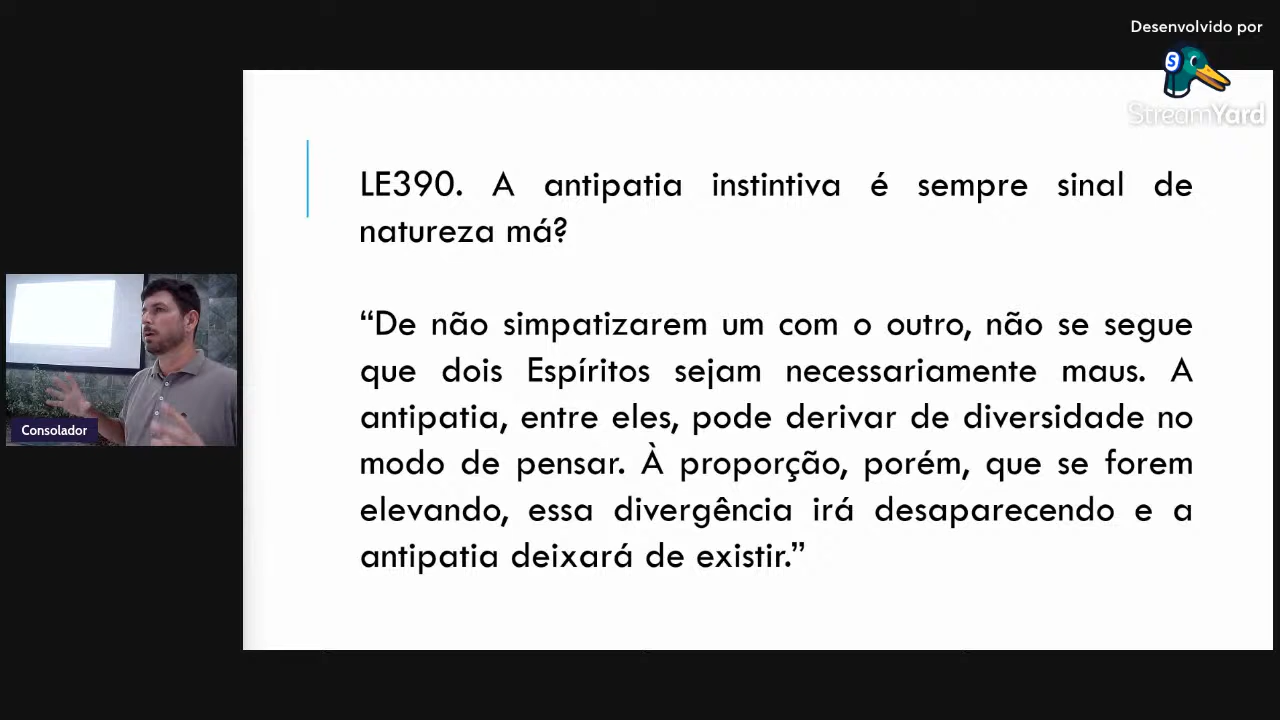 Desenvolvido por
StreamYard
LE390. A antipatia instintiva é sempre sinal de
natureza má?
“De não simpatizarem um com o outro, não se segue
que dois Espíritos sejam necessariamente maus. A
antipatia, entre eles, pode derivar de diversidade no
modo de pensar. À proporção, porém, que se forem
elevando, essa divergência irá desaparecendo e a
antipatia deixará de existir.”
Consolador